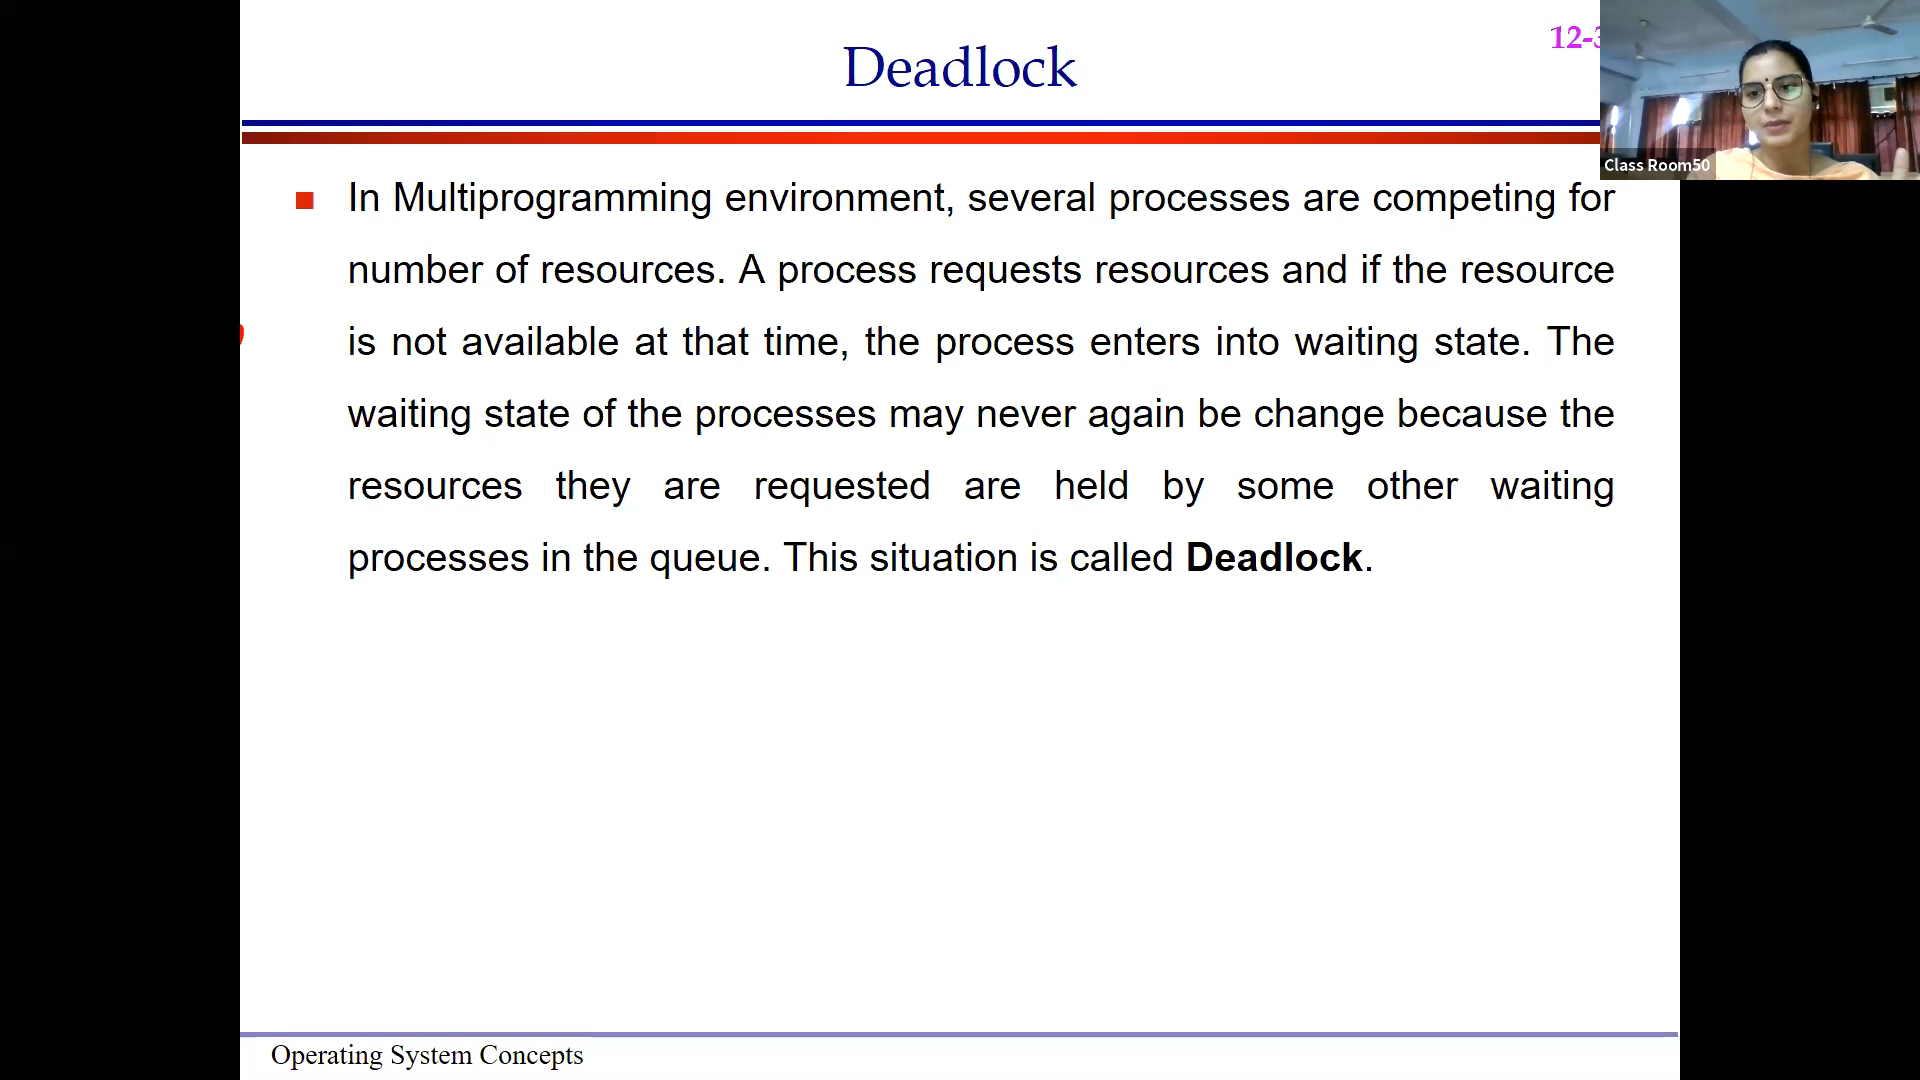 Deadlock
12-
Class Room50
In Multiprogramming environment, several processes are competing for
number of resources. A process requests resources and if the resource
is not available at that time, the process enters into waiting state. The
waiting state of the processes may never again be change because the
resources they are requested are held by some other waiting
processes in the queue. This situation is called Deadlock.
Operating System Concepts